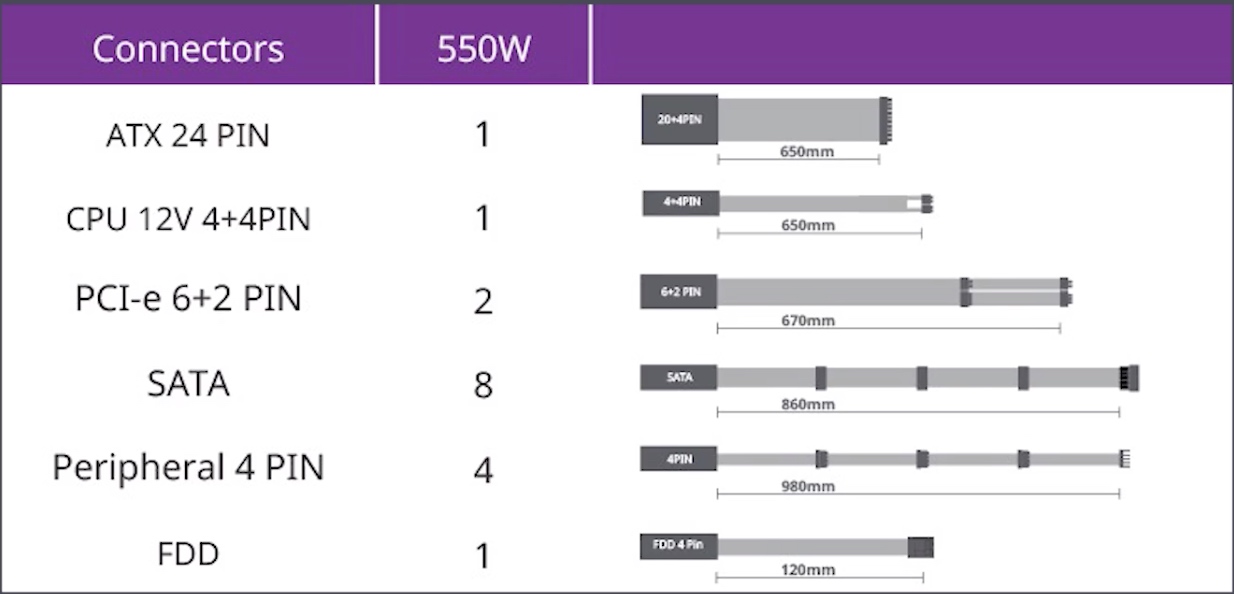 Connectors 550W
ATX 24 PIN 1 20+4PIN
650mm
CPU 12V 4+4PIN 1 4+4PIN
650mm
PCI-e 6+2 PIN 2 6+2 PIN
670mm
SATA 8 SATA
860mm
Peripheral 4 PIN 4 4PIN
980mm
FDD 1 FDD 4 Pin
120mm